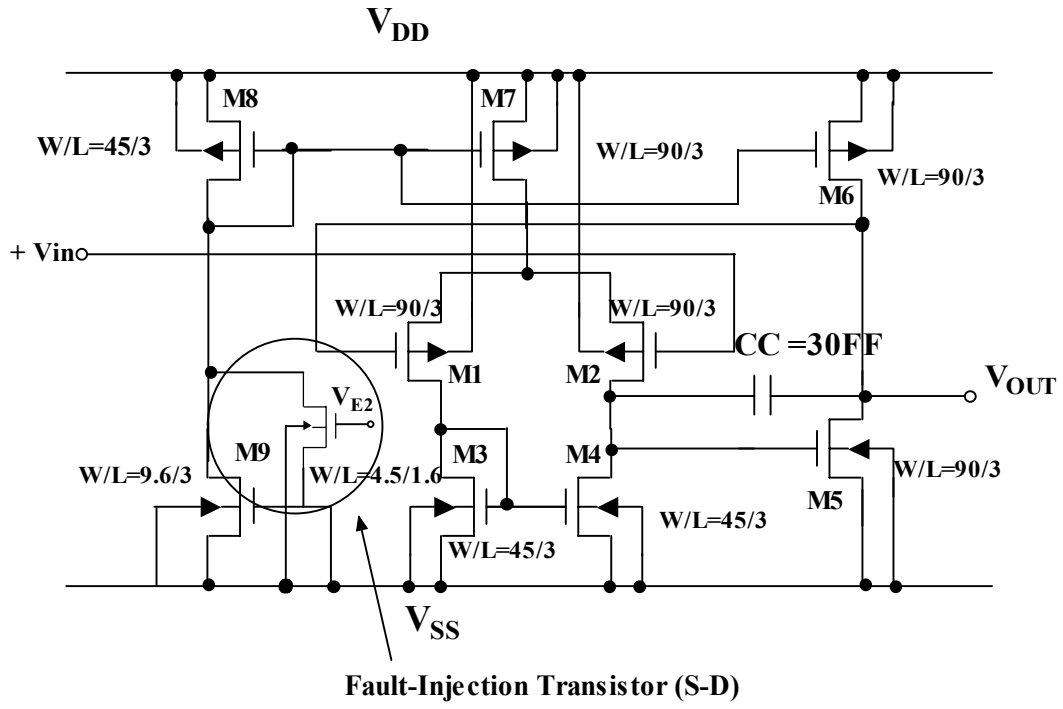 VDD
M8
M7
W/L=45/3
W/L=90/3
W/L=90/3
M6
+ Vin
W/L=90/3
W/L=90/3
CC =30FF
M1
M2
VOUT
VE2
M9
M3
M4
W/L=9.6/3
W/L=4.5/1.6
W/L=90/3
M5
W/L=45/3
W/L=45/3
VSS
Fault-Injection Transistor (S-D)